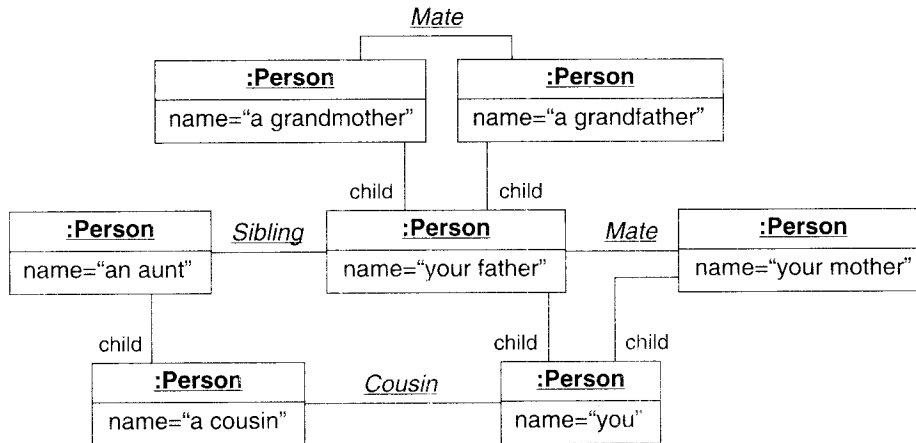 Mate
:Person
name="a grandmother"
:Person
name="a grandfather"
child
child
:Person
name="an aunt"
Sibling
:Person
name="your father"
Mate
:Person
name="your mother"
child
child
child
:Person
name="a cousin"
Cousin
:Person
name="you"